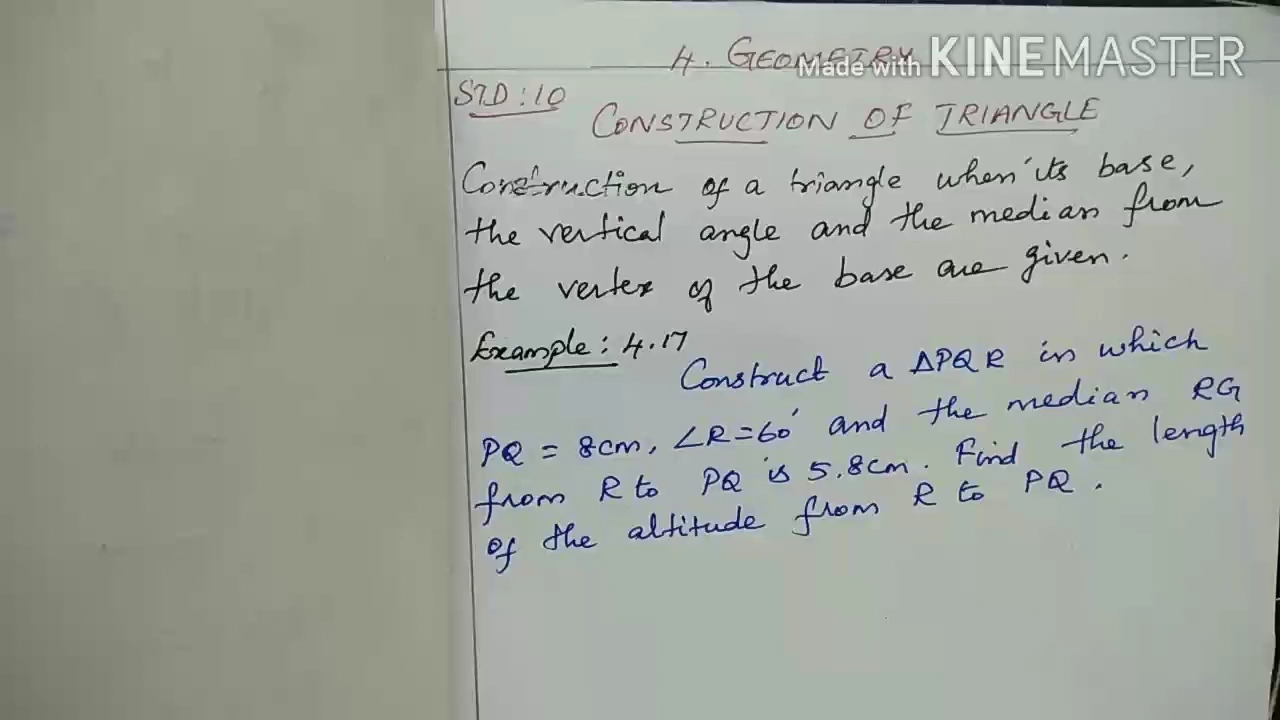 4. GEOMETRY
Made with KINEMASTER
STD : 10
CONSTRUCTION OF TRIANGLE
Construction of a triangle when its base,
the vertical angle and the median from
the vertex of the base are given.
Example : 4.17
Construct a ΔPQR in which
PQ = 8cm, ∠R = 60° and the median RG
from R to PQ is 5.8cm. Find the length
of the altitude from R to PQ.